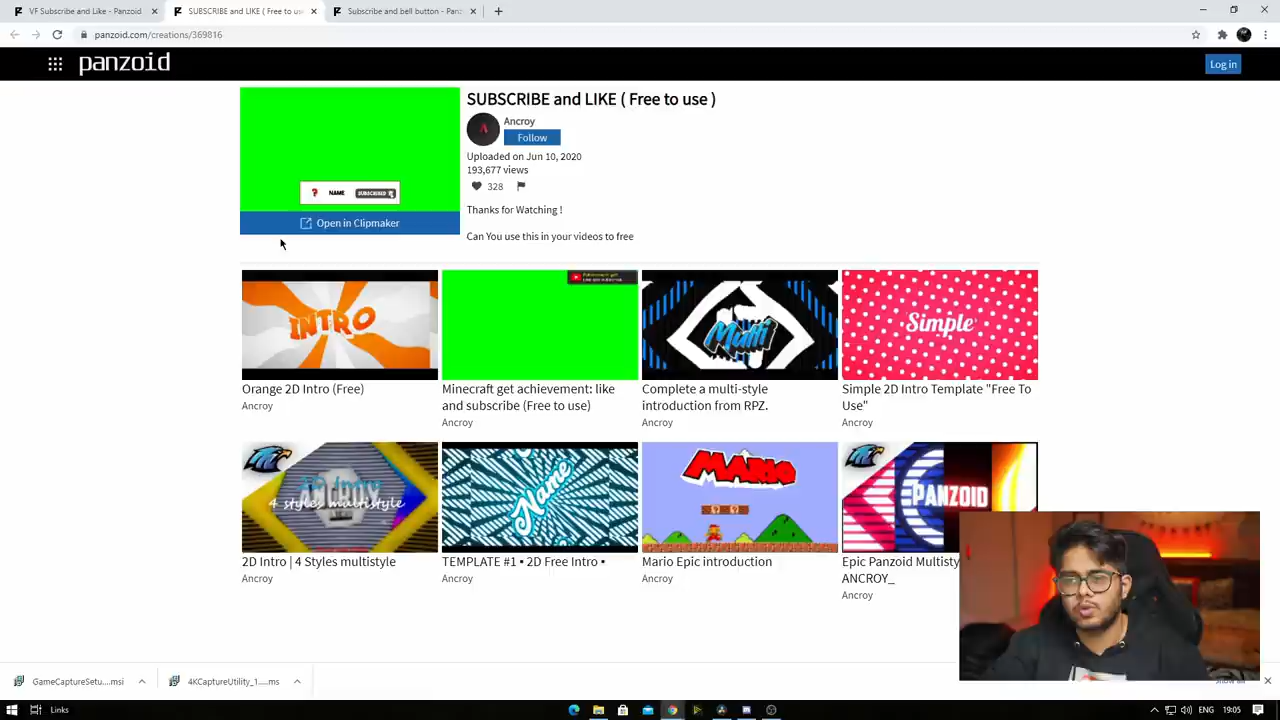 VF Subscribe and Like - Panzoid
SUBSCRIBE and LIKE ( Free to use
Subscribe and bell button - Panz
panzoid.com/creations/369816
panzoid
Log in
SUBSCRIBE and LIKE ( Free to use )
Ancroy
Follow
Uploaded on Jun 10, 2020
193,677 views
328
Thanks for Watching !
Can You use this in your videos to free
? NAME SUBSCRIBED
Open in Clipmaker
INTRO
Multi
Simple
Orange 2D Intro (Free)
Ancroy
Minecraft get achievement: like
and subscribe (Free to use)
Ancroy
Complete a multi-style
introduction from RPZ.
Ancroy
Simple 2D Intro Template "Free To
Use"
Ancroy
2D Intro
4 styles multistyle
Name
MARIO
PANZOID
2D Intro | 4 Styles multistyle
Ancroy
TEMPLATE #1 ▪ 2D Free Intro ▪
Ancroy
Mario Epic introduction
Ancroy
Epic Panzoid Multisty
ANCROY_
Ancroy
GameCaptureSetu....msi
4KCaptureUtility_1.....ms
Links
ENG
19:05